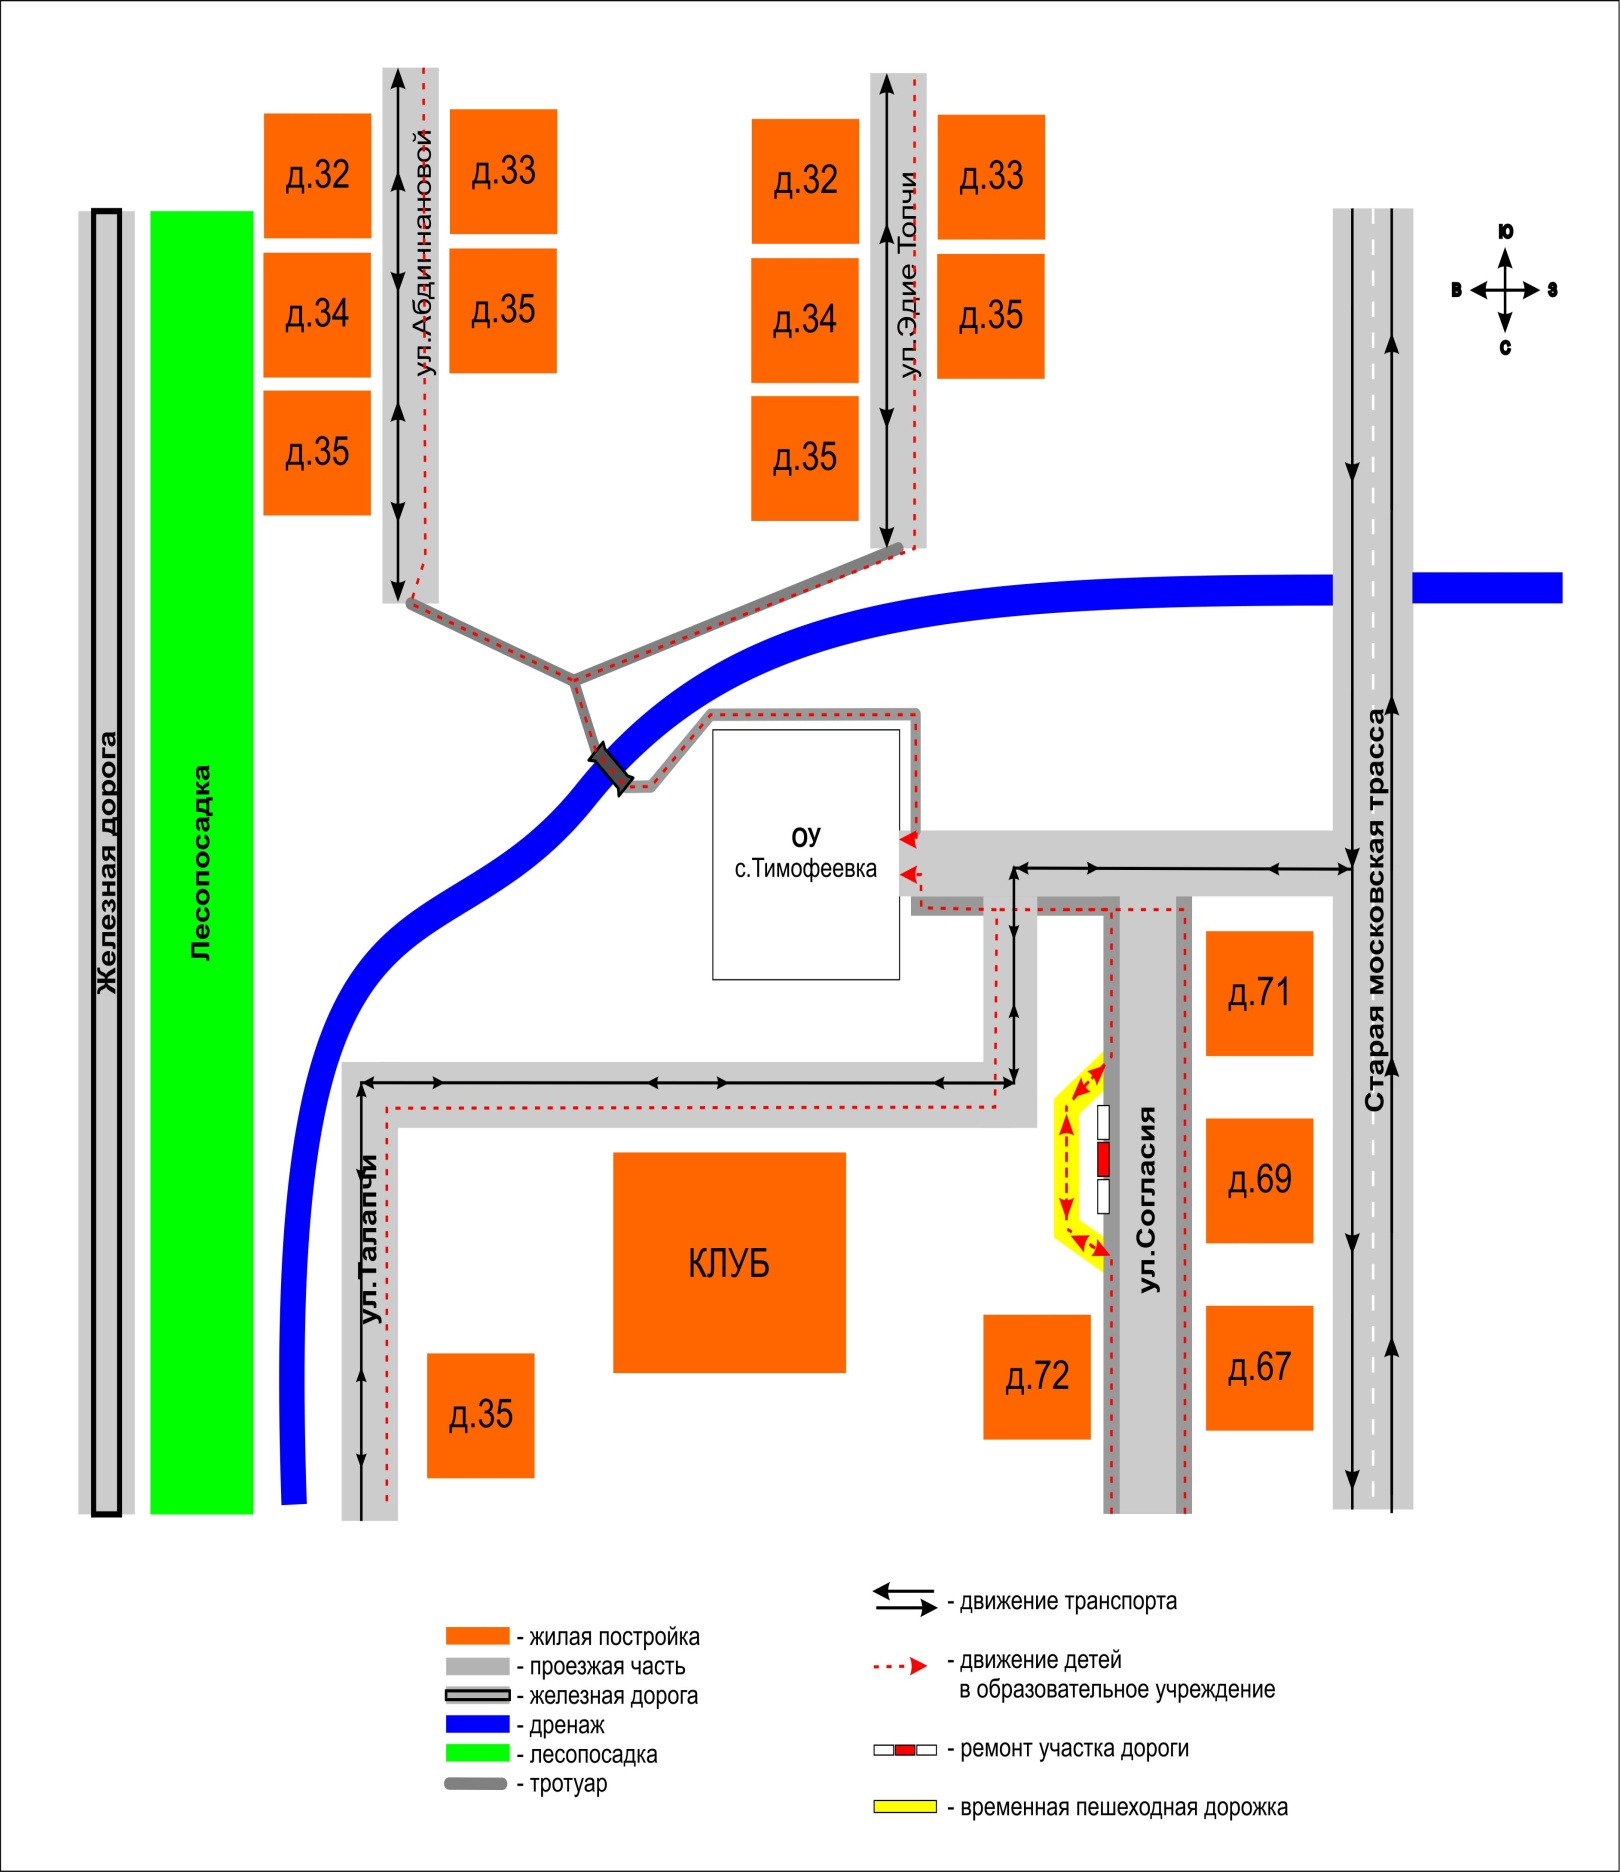 д.32
ул.Абдиннановой
д.33
д.34
д.35
д.35
д.32
ул.Эдие Топчи
д.33
д.34
д.35
д.35
Ю
В
З
С
Железная дорога
Лесопосадка
ОУ
с.Тимофеевка
Старая московская трасса
д.71
д.69
д.67
ул.Согласия
ул.Талапчи
КЛУБ
д.72
д.35
- жилая постройка
- проезжая часть
- железная дорога
- дренаж
- лесопосадка
- тротуар
- движение транспорта
- движение детей
в образовательное учреждение
- ремонт участка дороги
- временная пешеходная дорожка